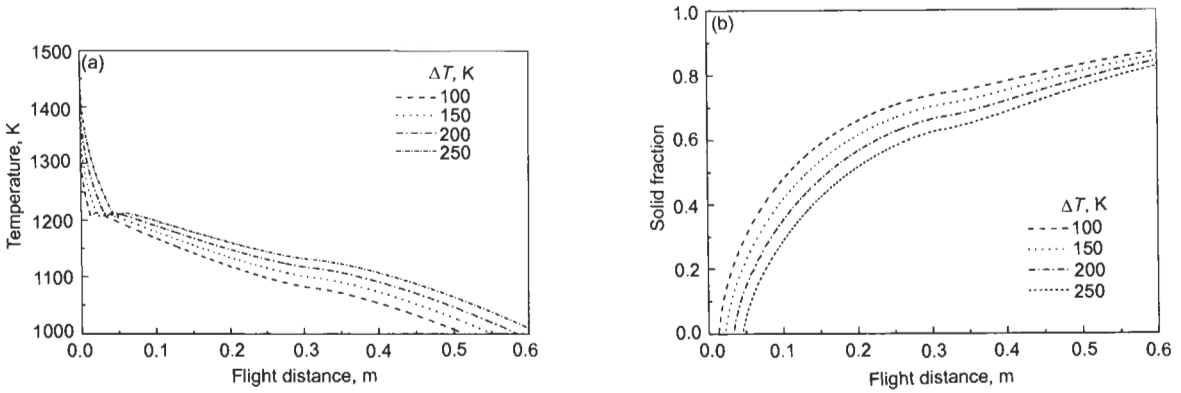 (a)
1500
1400
1300
1200
1100
1000
Temperature, K
ΔT, K
100
150
200
250
0.0 0.1 0.2 0.3 0.4 0.5 0.6
Flight distance, m
(b)
1.0
0.8
0.6
0.4
0.2
0.0
Solid fraction
ΔT, K
100
150
200
250
0.0 0.1 0.2 0.3 0.4 0.5 0.6
Flight distance, m